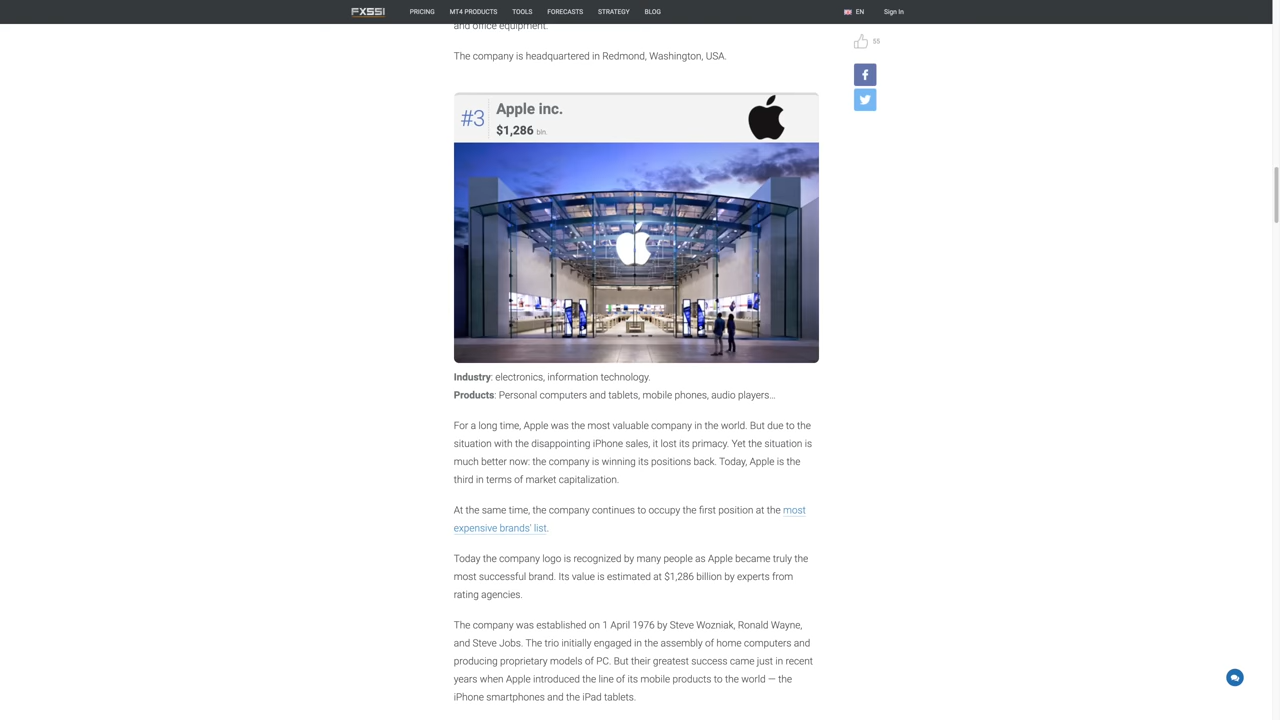 FXSSI PRICING MT4 PRODUCTS TOOLS FORECASTS STRATEGY BLOG EN Sign In
and office equipment.
55
The company is headquartered in Redmond, Washington, USA.
#3
Apple inc.
$1,286 bln.
Industry: electronics, information technology.
Products: Personal computers and tablets, mobile phones, audio players…
For a long time, Apple was the most valuable company in the world. But due to the
situation with the disappointing iPhone sales, it lost its primacy. Yet the situation is
much better now: the company is winning its positions back. Today, Apple is the
third in terms of market capitalization.
At the same time, the company continues to occupy the first position at the most
expensive brands' list.
Today the company logo is recognized by many people as Apple became truly the
most successful brand. Its value is estimated at $1,286 billion by experts from
rating agencies.
The company was established on 1 April 1976 by Steve Wozniak, Ronald Wayne,
and Steve Jobs. The trio initially engaged in the assembly of home computers and
producing proprietary models of PC. But their greatest success came just in recent
years when Apple introduced the line of its mobile products to the world — the
iPhone smartphones and the iPad tablets.